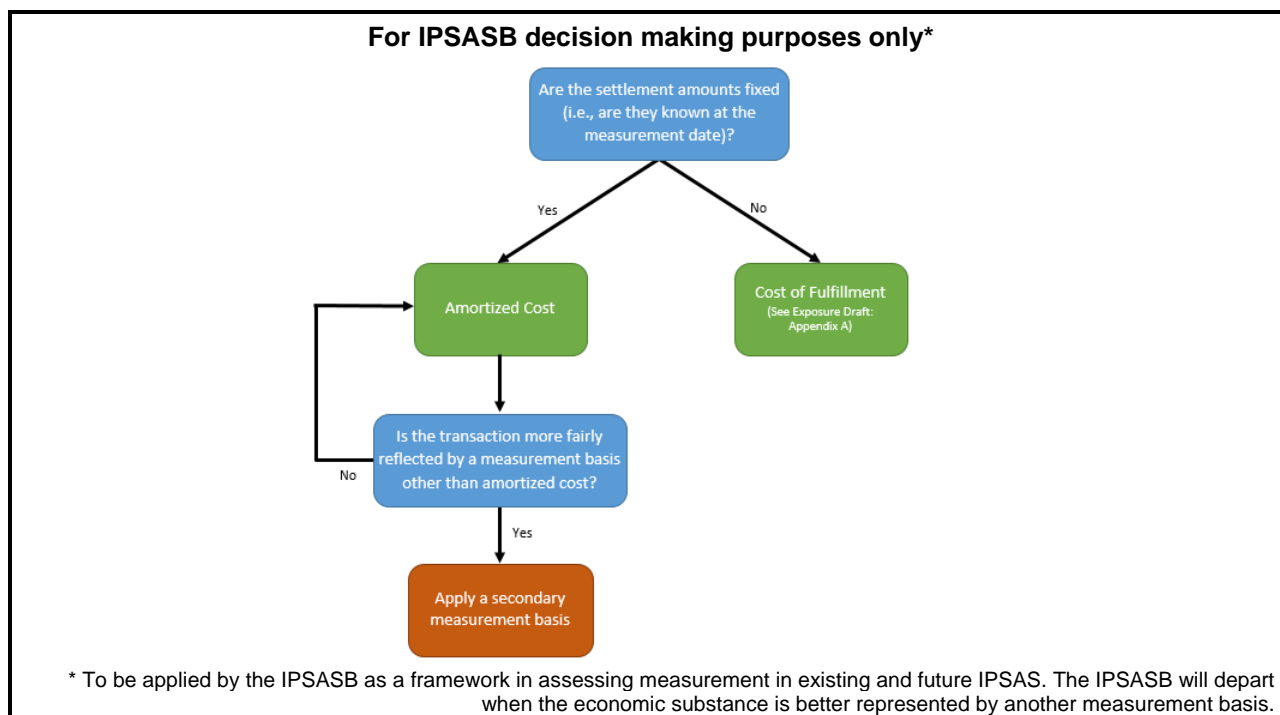 For IPSASB decision making purposes only*
Are the settlement amounts fixed
(i.e., are they known at the
measurement date)?
Yes
No
Amortized Cost
Cost of Fulfillment
(See Exposure Draft:
Appendix A)
Is the transaction more fairly
reflected by a measurement basis
other than amortized cost?
No
Yes
Apply a secondary
measurement basis
* To be applied by the IPSASB as a framework in assessing measurement in existing and future IPSAS. The IPSASB will depart
when the economic substance is better represented by another measurement basis.